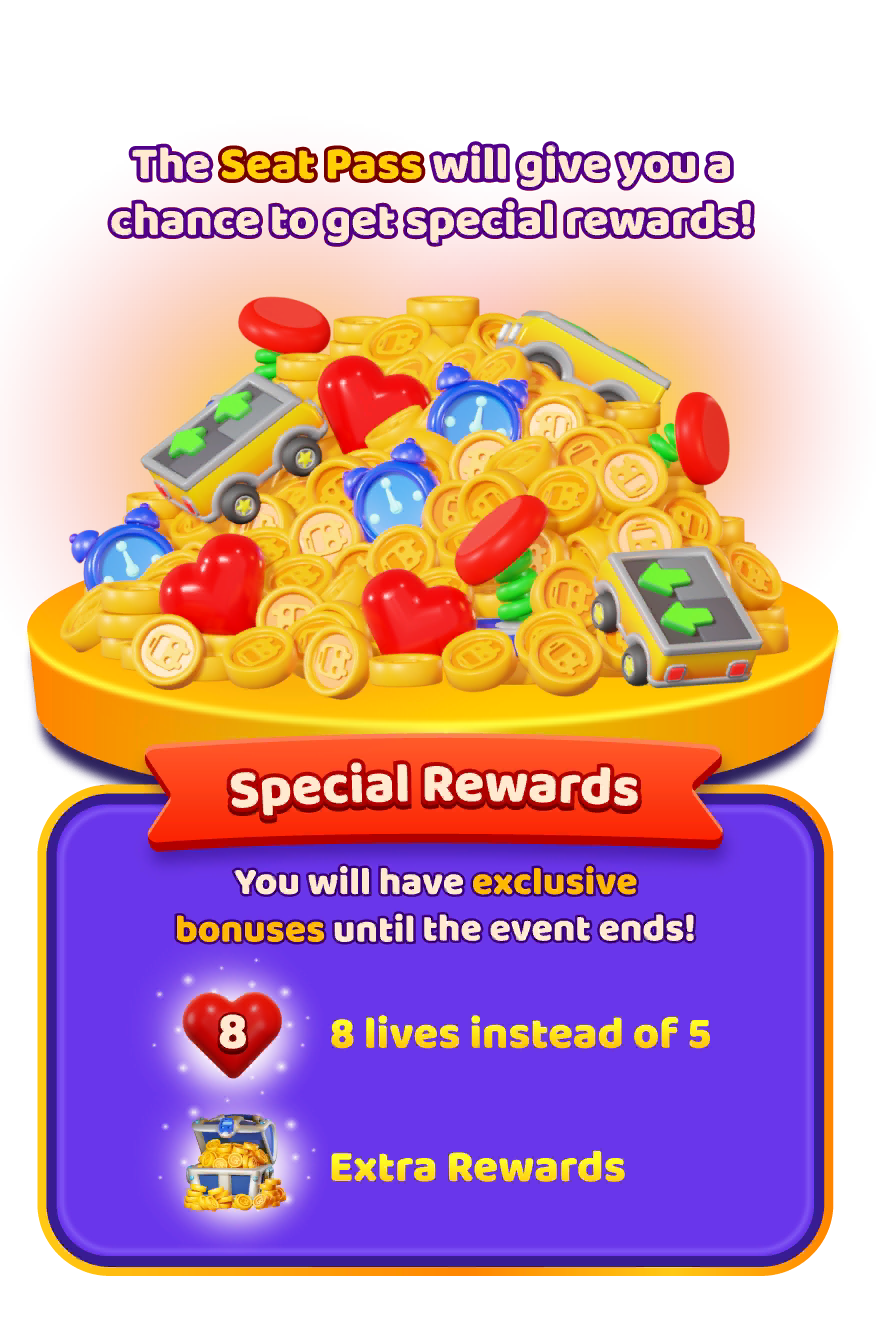 The Seat Pass will give you a
chance to get special rewards!
Special Rewards
You will have exclusive
bonuses until the event ends!
8
8 lives instead of 5
Extra Rewards